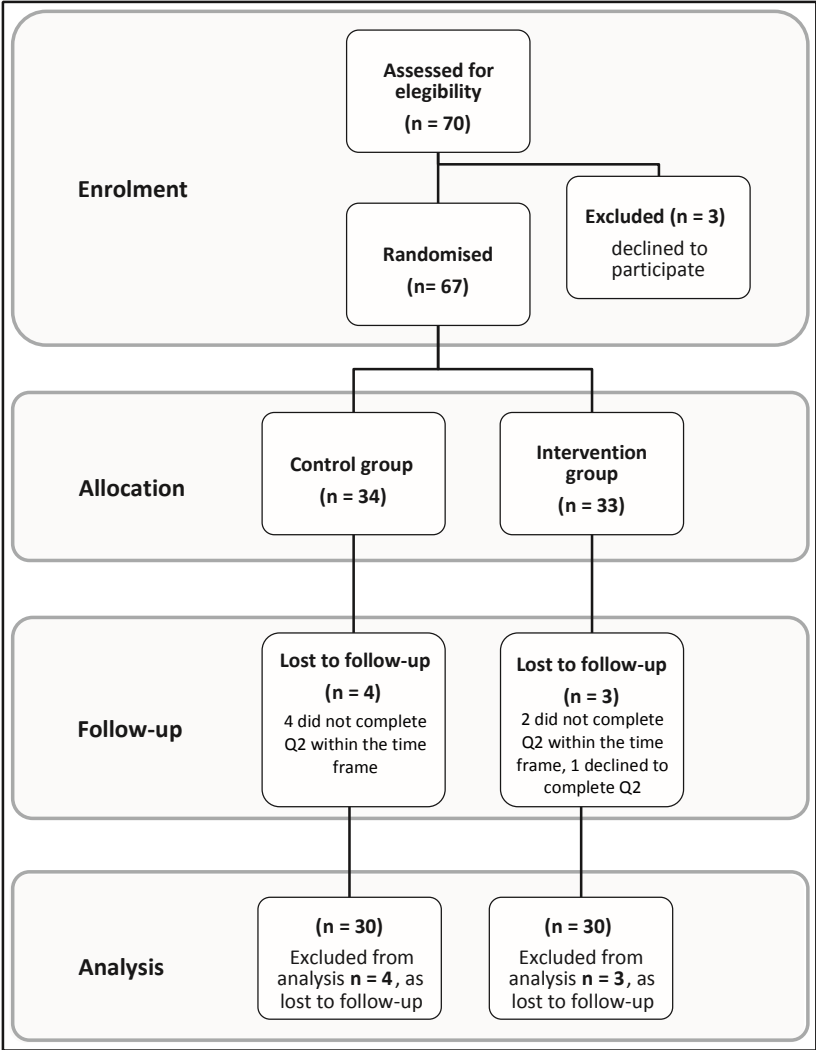 Assessed for
elegibility
(n = 70)
Enrolment
Excluded (n = 3)
declined to
participate
Randomised
(n= 67)
Allocation
Control group
(n = 34)
Intervention
group
(n = 33)
Follow-up
Lost to follow-up
(n = 4)
4 did not complete
Q2 within the time
frame
Lost to follow-up
(n = 3)
2 did not complete
Q2 within the time
frame, 1 declined to
complete Q2
Analysis
(n = 30)
Excluded from
analysis n = 4 , as
lost to follow-up
(n = 30)
Excluded from
analysis n = 3 , as
lost to follow-up